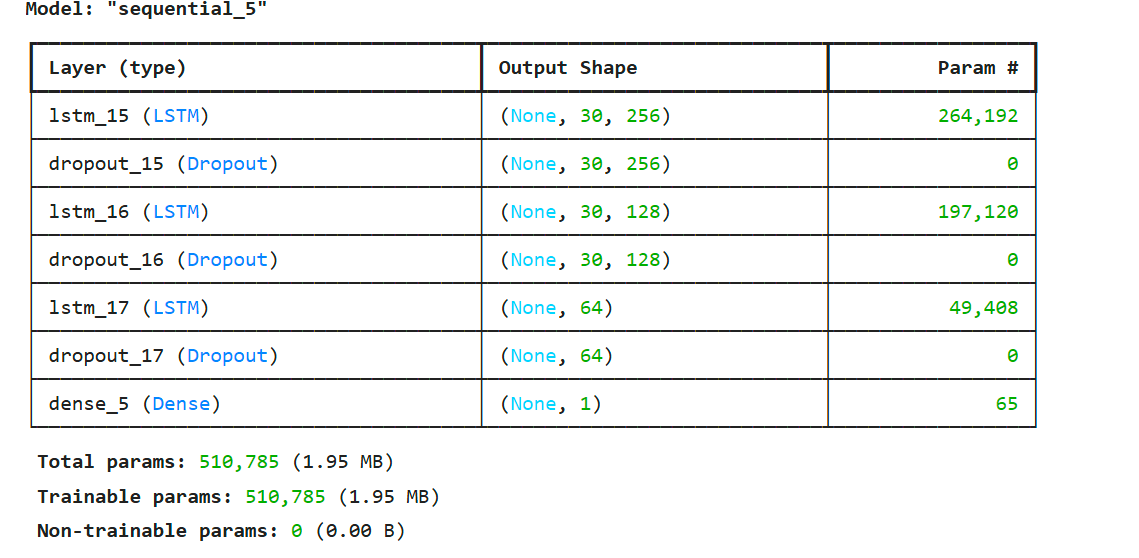 Model: "sequential_5"
Layer (type) Output Shape Param #
lstm_15 (LSTM) (None, 30, 256) 264,192
dropout_15 (Dropout) (None, 30, 256) 0
lstm_16 (LSTM) (None, 30, 128) 197,120
dropout_16 (Dropout) (None, 30, 128) 0
lstm_17 (LSTM) (None, 64) 49,408
dropout_17 (Dropout) (None, 64) 0
dense_5 (Dense) (None, 1) 65
Total params: 510,785 (1.95 MB)
Trainable params: 510,785 (1.95 MB)
Non-trainable params: 0 (0.00 B)